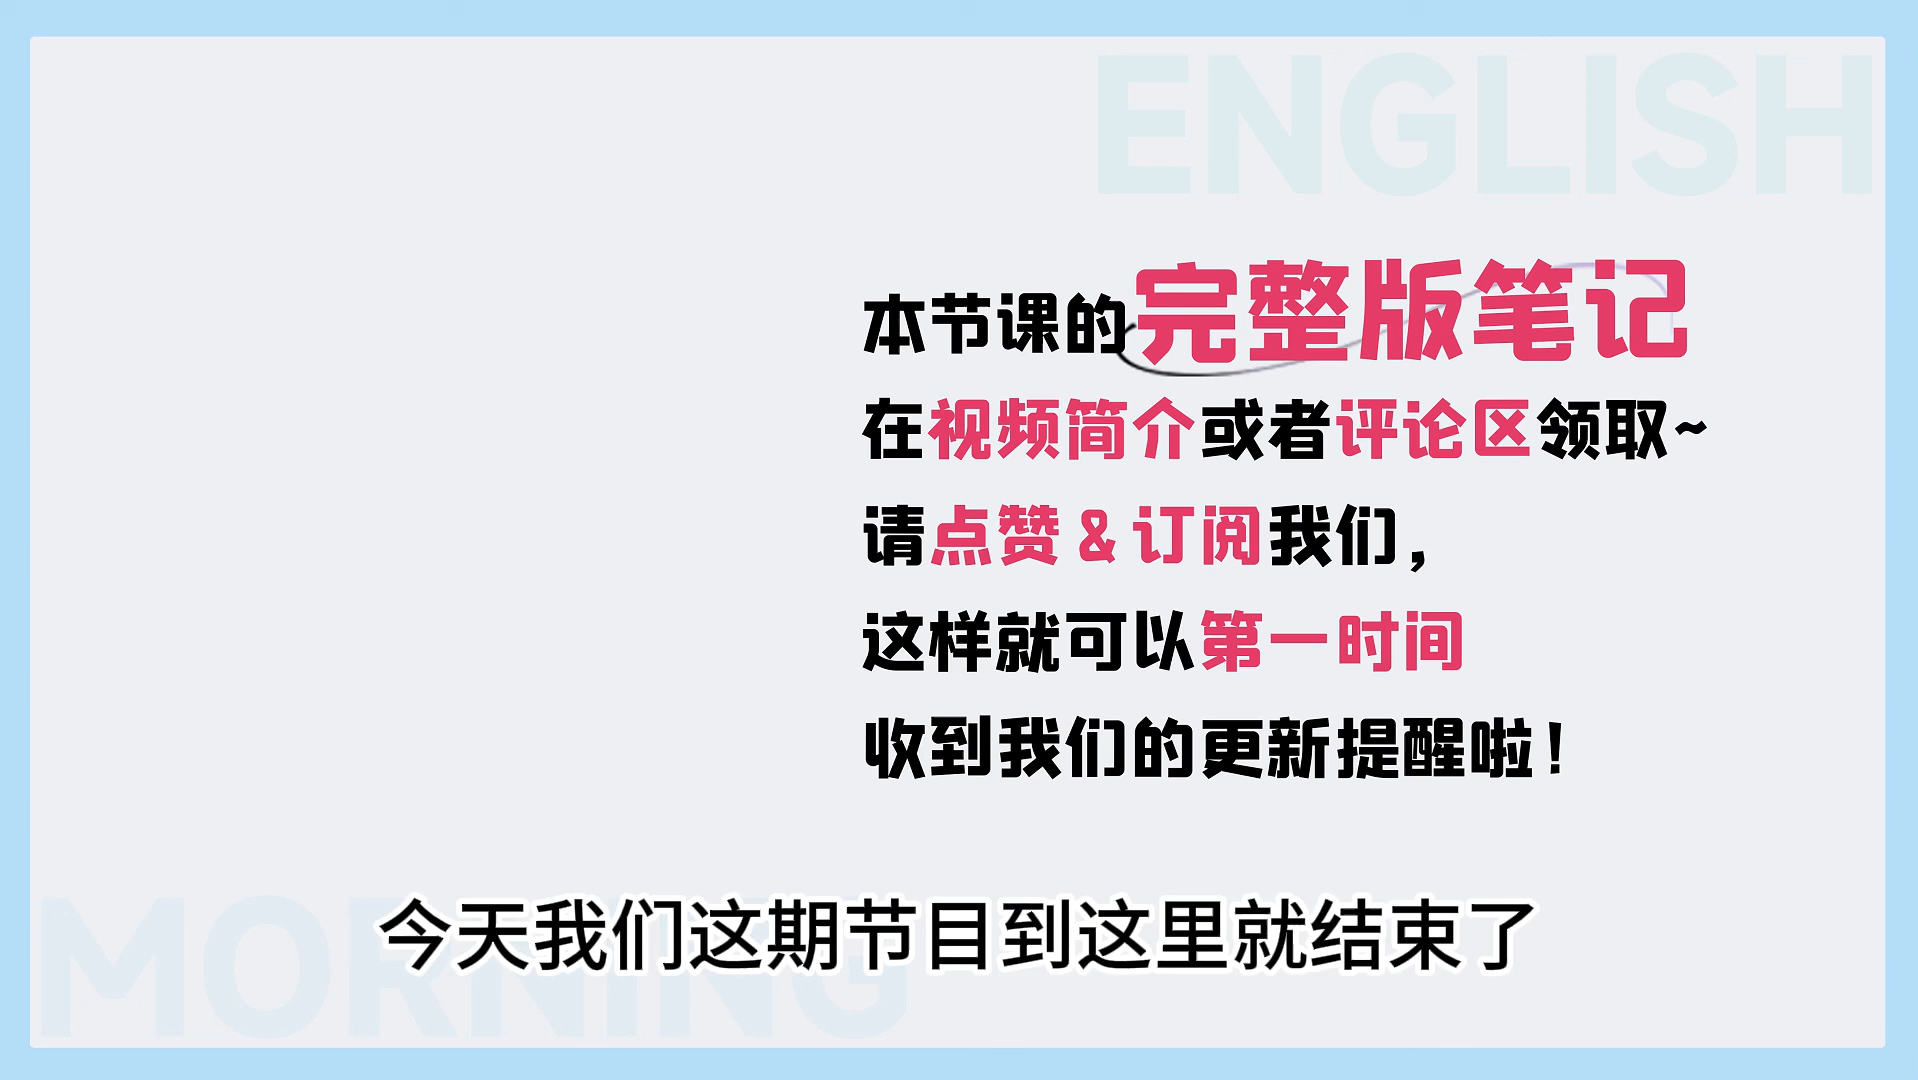 ENGLISH
本节课的完整版笔记
在视频简介或者评论区领取~
请点赞&订阅我们，
这样就可以第一时间
收到我们的更新提醒啦！
MORNING
今天我们这期节目到这里就结束了